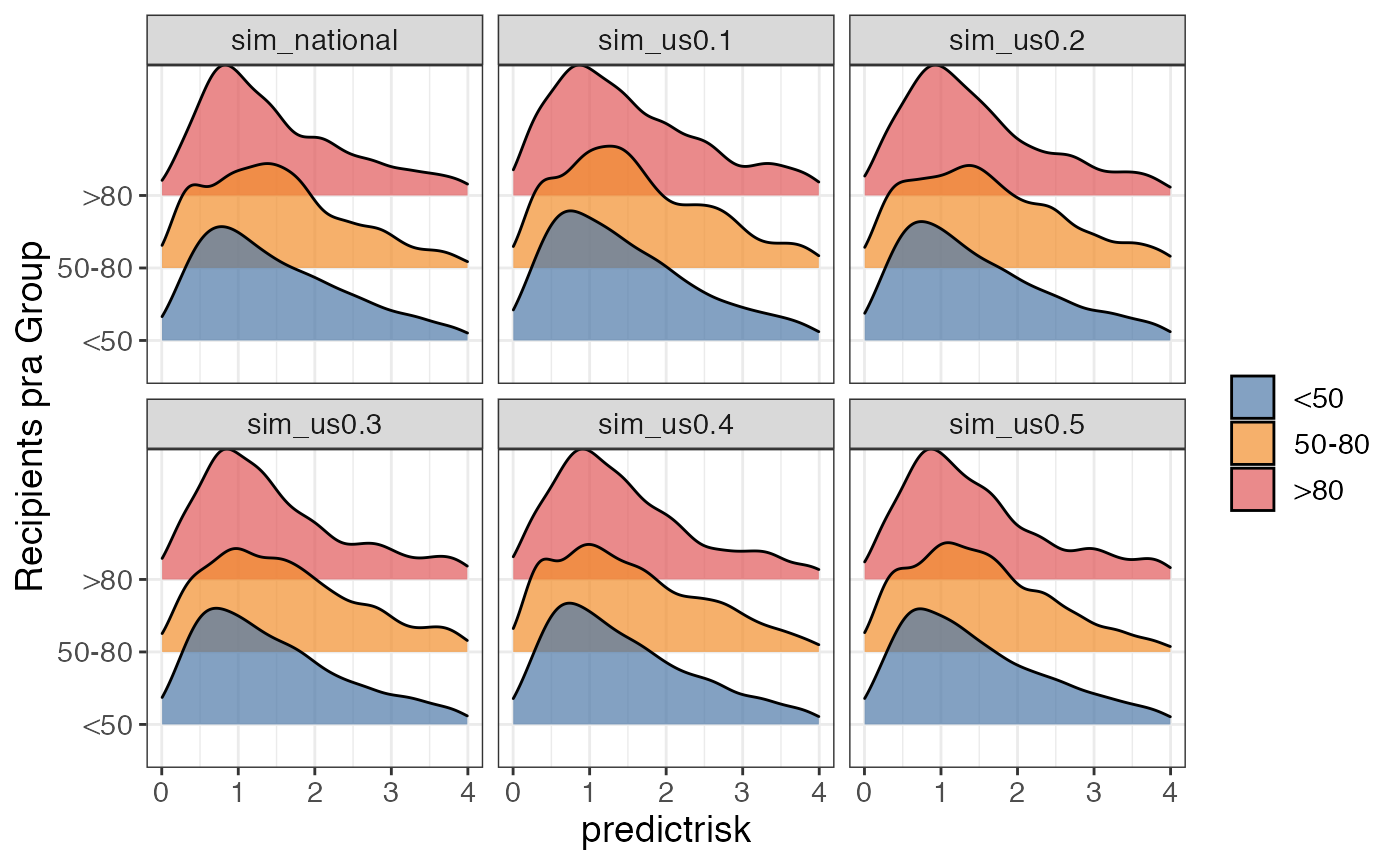 sim_national
sim_us0.1
sim_us0.2
>80
50-80
<50
sim_us0.3
sim_us0.4
sim_us0.5
>80
50-80
<50
0 1 2 3 4
0 1 2 3 4
0 1 2 3 4
predictrisk
Recipients pra Group
<50
50-80
>80